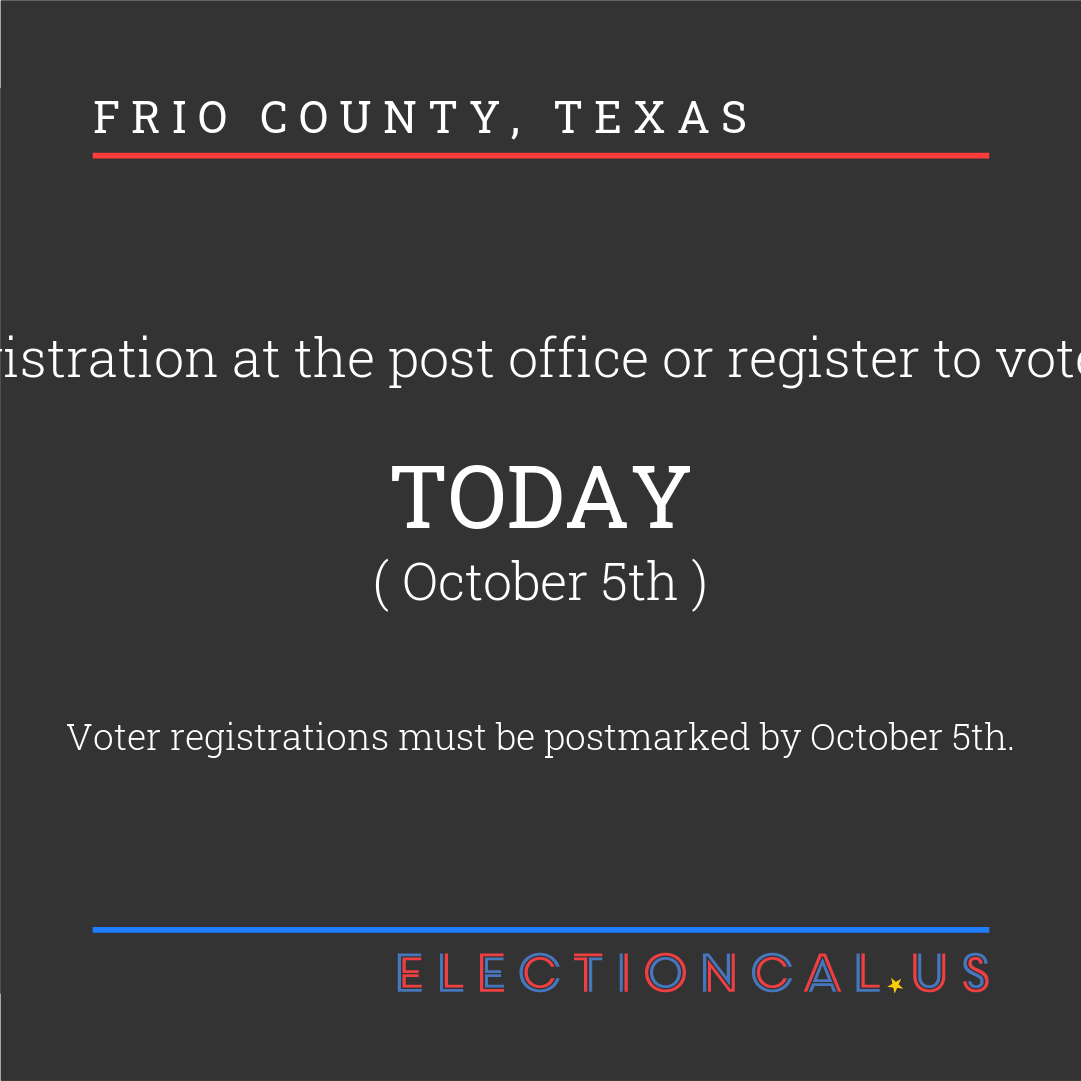 FRIO COUNTY, TEXAS
istration at the post office or register to vot
TODAY
( October 5th )
Voter registrations must be postmarked by October 5th.
ELECTIONCAL.US